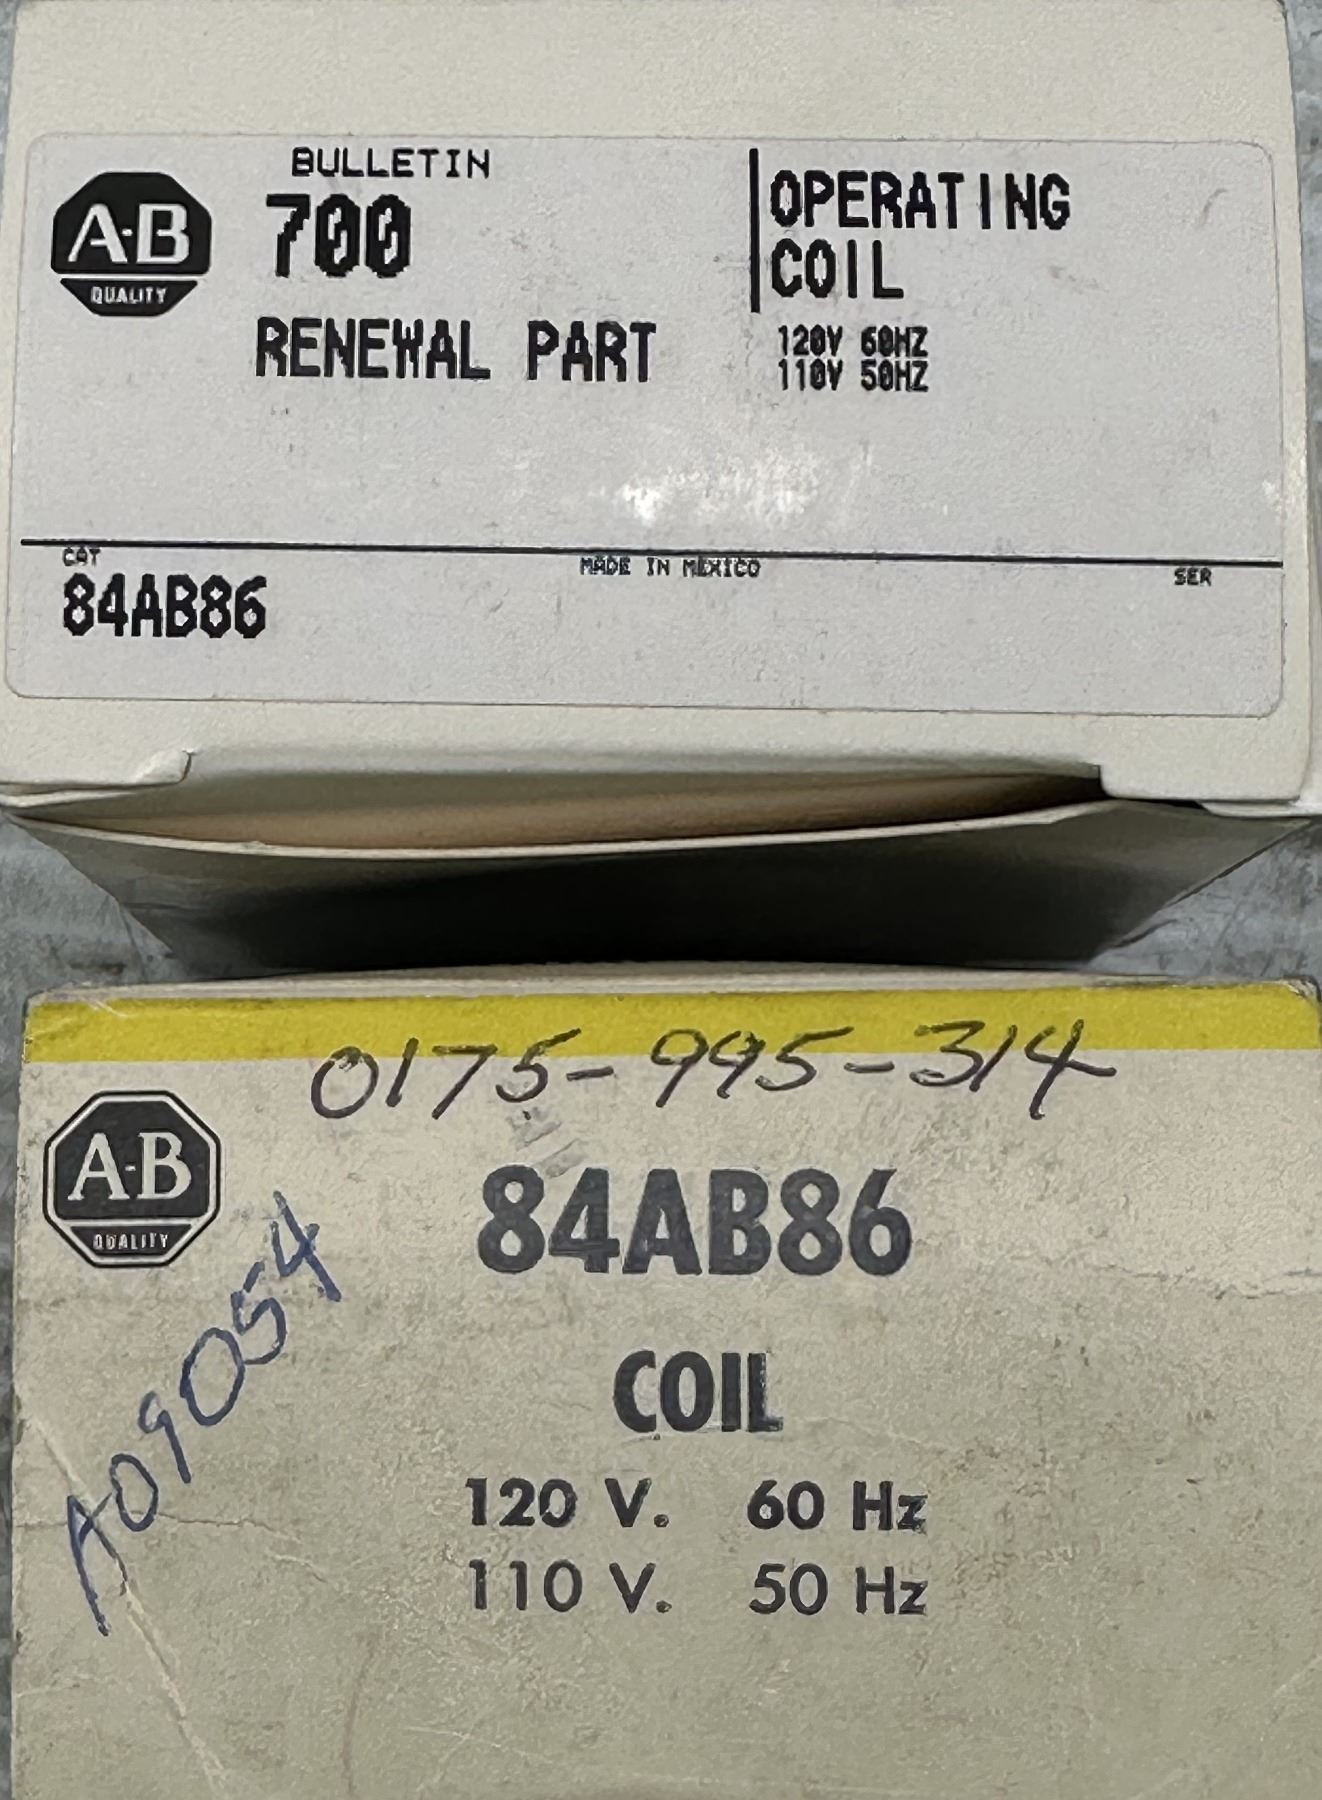 BULLETIN
700
RENEWAL PART
OPERATING
COIL
120V 60HZ
110V 50HZ
A-B
QUALITY
CAT
84AB86
MADE IN MEXICO
SER
0175-995-314
A-B
QUALITY
84AB86
A09054
COIL
120 V. 60 Hz
110 V. 50 Hz